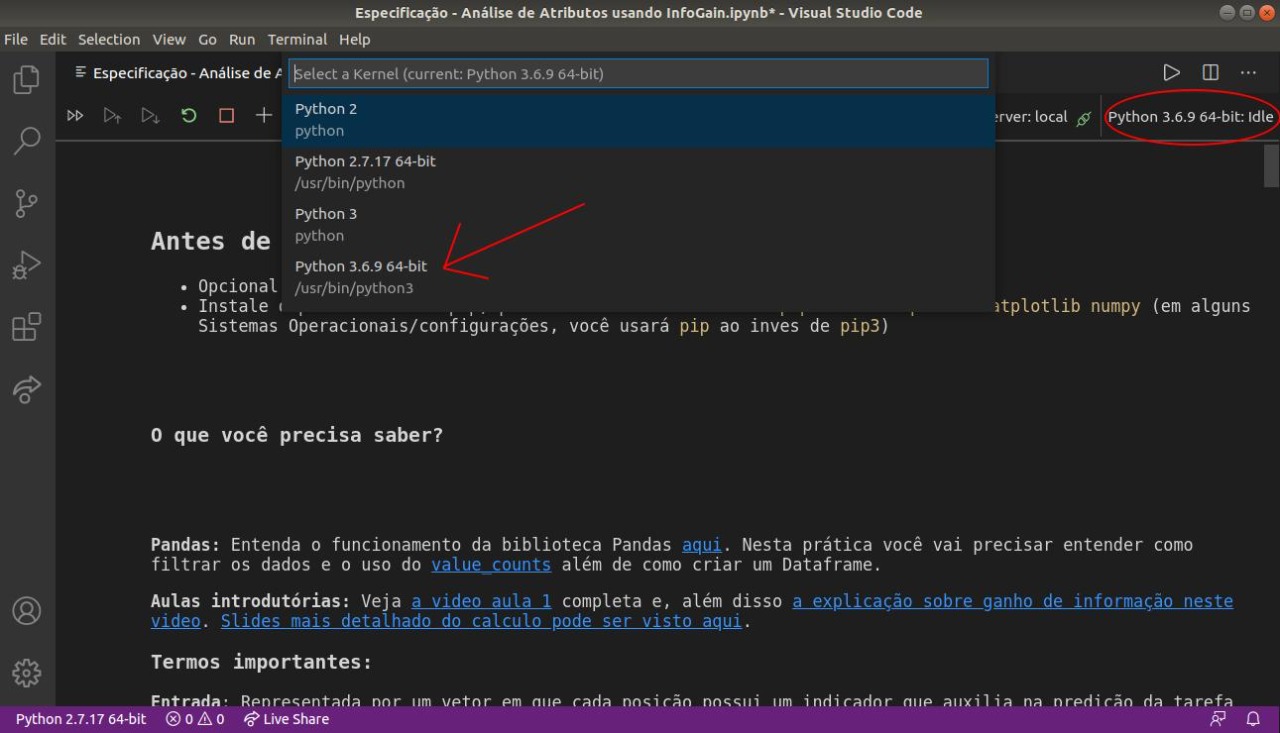 Especificação - Análise de Atributos usando InfoGain.ipynb* - Visual Studio Code
File Edit Selection View Go Run Terminal Help
Especificação - Análise de A
Select a Kernel (current: Python 3.6.9 64-bit)
Python 2
python
Python 2.7.17 64-bit
/usr/bin/python
Python 3
python
Python 3.6.9 64-bit
/usr/bin/python3
rver: local
Python 3.6.9 64-bit: Idle
Antes de
• Opcional
• Instale
atplotlib numpy (em alguns
Sistemas Operacionais/configurações, você usará pip ao inves de pip3)
O que você precisa saber?
Pandas: Entenda o funcionamento da biblioteca Pandas aqui. Nesta prática você vai precisar entender como
filtrar os dados e o uso do value_counts além de como criar um Dataframe.
Aulas introdutórias: Veja a video aula 1 completa e, além disso a explicação sobre ganho de informação neste
video. Slides mais detalhado do calculo pode ser visto aqui.
Termos importantes:
Entrada: Representada por um vetor em que cada posição possui um indicador que auxilia na predição da tarefa
Python 2.7.17 64-bit 0 0 Live Share